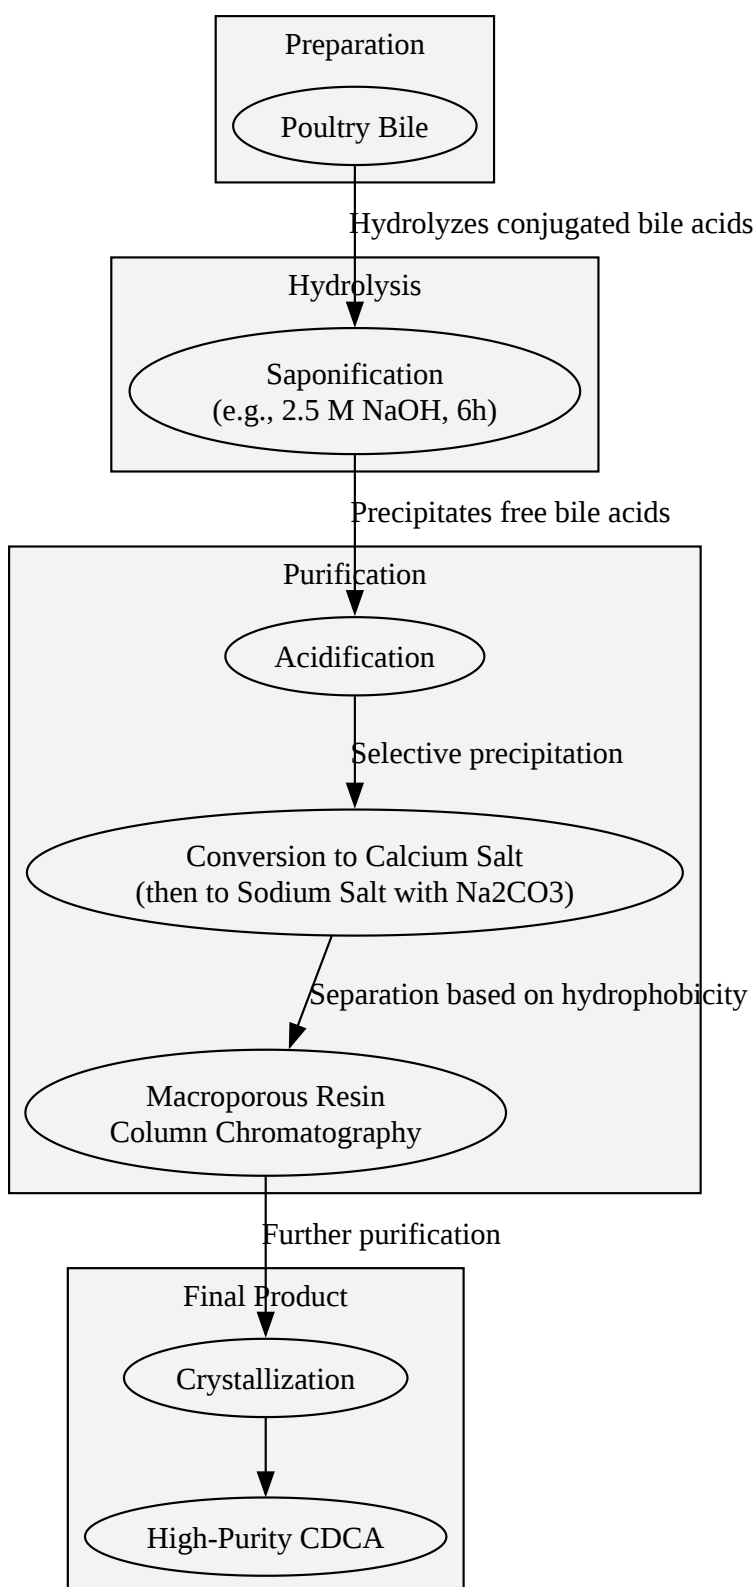 Preparation
Poultry Bile
Hydrolyzes conjugated bile acids
Hydrolysis
Saponification
(e.g., 2.5 M NaOH, 6h)
Precipitates free bile acids
Purification
Acidification
Selective precipitation
Conversion to Calcium Salt
(then to Sodium Salt with Na2CO3)
Separation based on hydrophobicity
Macroporous Resin
Column Chromatography
Further purification
Final Product
Crystallization
High-Purity CDCA